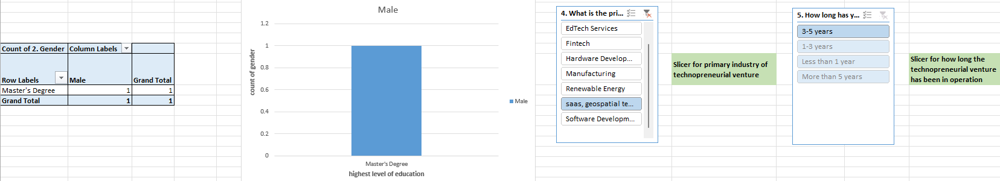 Count of 2. Gender Column Labels
Row Labels Male Grand Total
Master's Degree 1 1
Grand Total 1 1
Male
count of gender
1.2
1
0.8
0.6
0.4
0.2
0
Master's Degree
highest level of education
Male
4. What is the pri...
EdTech Services
Fintech
Hardware Develop...
Manufacturing
Renewable Energy
saas, geospatial te...
Software Developm...
Slicer for primary industry of
technopreneurial venture
5. How long has y...
3-5 years
1-3 years
Less than 1 year
More than 5 years
Slicer for how long the
technopreneurial venture
has been in operation